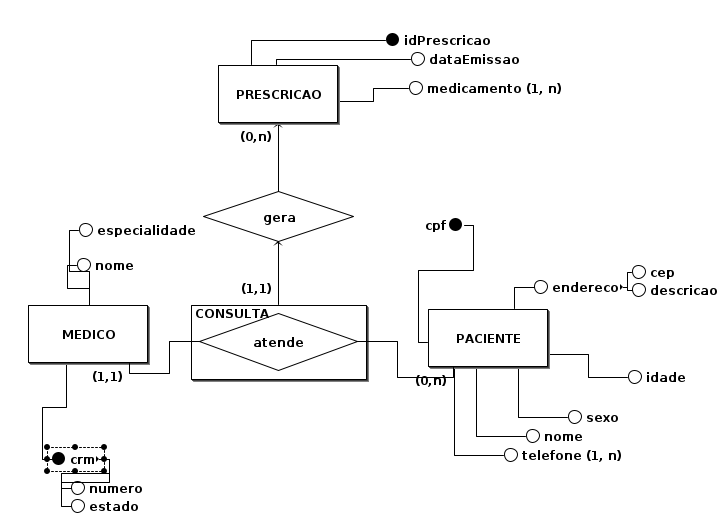 idPrescricao
dataEmissao
medicamento (1, n)
PRESCRICAO
(0,n)
gera
(1,1)
especialidade
nome
MEDICO
(1,1)
CONSULTA
atende
cpf
endereco
cep
descricao
PACIENTE
(0,n)
idade
sexo
nome
telefone (1, n)
crm
numero
estado